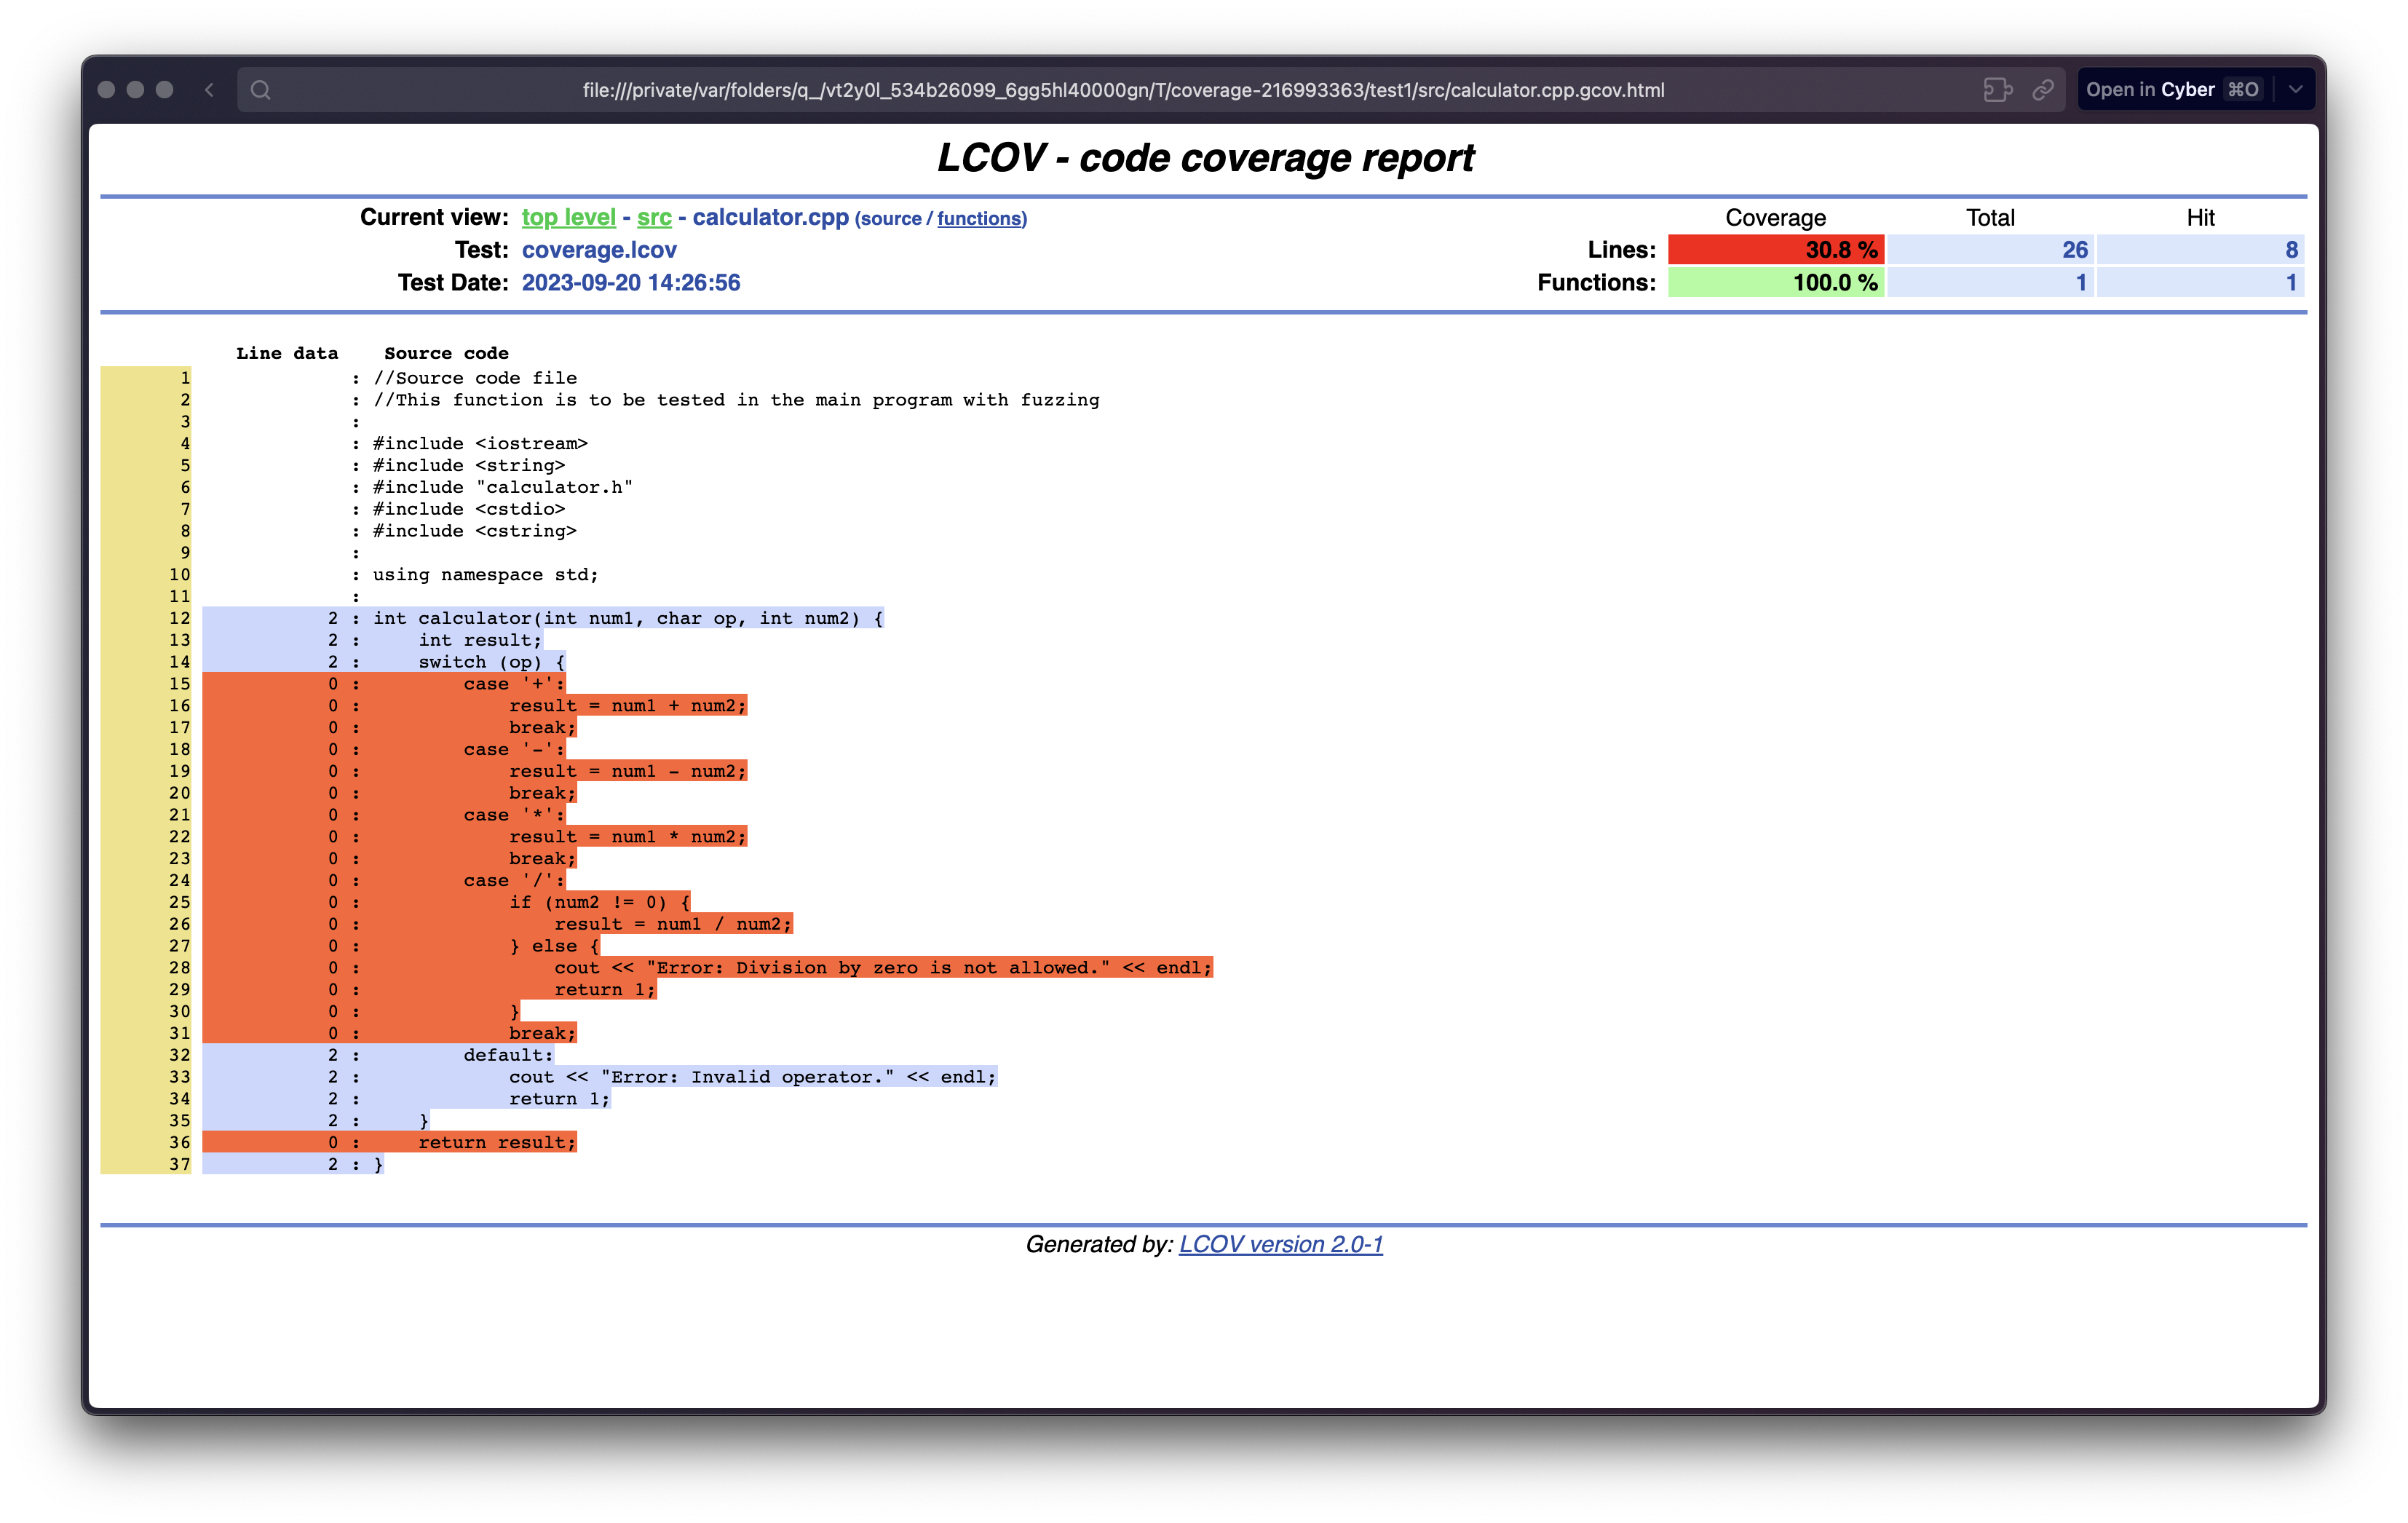 file:///private/var/folders/q_/vt2y0l_534b26099_6gg5hl40000gn/T/coverage-216993363/test1/src/calculator.cpp.gcov.html
Open in Cyber ⌘O
LCOV - code coverage report
Current view: top level - src - calculator.cpp (source / functions) Coverage Total Hit
Test: coverage.lcov Lines: 30.8 % 26 8
Test Date: 2023-09-20 14:26:56 Functions: 100.0 % 1 1
Line data Source code
1 : //Source code file
2 : //This function is to be tested in the main program with fuzzing
3 :
4 : #include <iostream>
5 : #include <string>
6 : #include "calculator.h"
7 : #include <cstdio>
8 : #include <cstring>
9 :
10 : using namespace std;
11 :
12 2 : int calculator(int num1, char op, int num2) {
13 2 : int result;
14 2 : switch (op) {
15 0 : case '+':
16 0 : result = num1 + num2;
17 0 : break;
18 0 : case '-':
19 0 : result = num1 - num2;
20 0 : break;
21 0 : case '*':
22 0 : result = num1 * num2;
23 0 : break;
24 0 : case '/':
25 0 : if (num2 != 0) {
26 0 : result = num1 / num2;
27 0 : } else {
28 0 : cout << "Error: Division by zero is not allowed." << endl;
29 0 : return 1;
30 0 : }
31 0 : break;
32 2 : default:
33 2 : cout << "Error: Invalid operator." << endl;
34 2 : return 1;
35 2 : }
36 0 : return result;
37 2 : }
Generated by: LCOV version 2.0-1